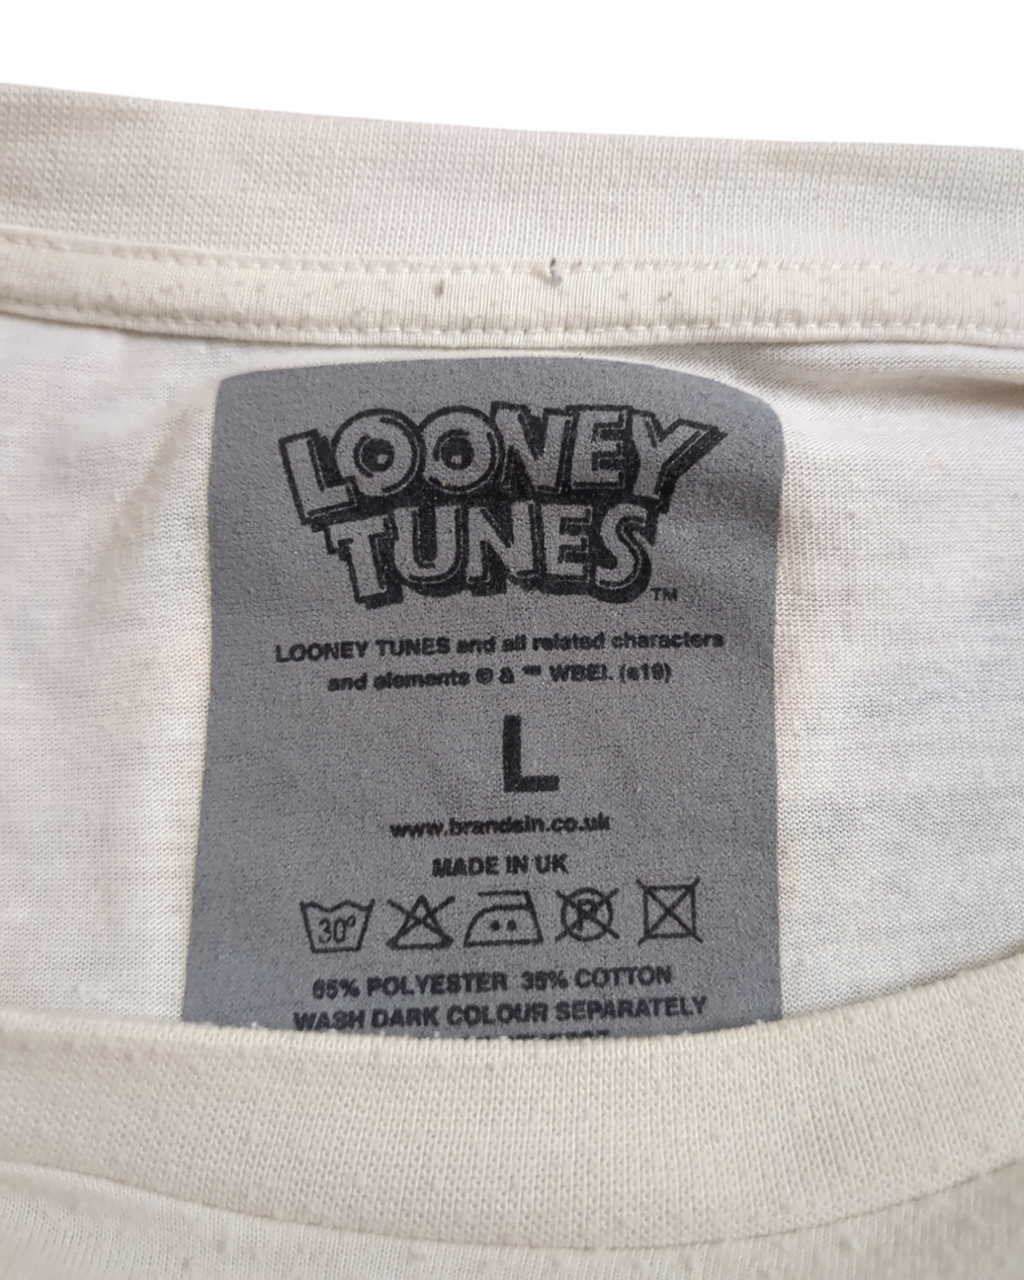 LOONEY
TUNES
TM
LOONEY TUNES and all related characters
and elements © & ™ WBEI. (s19)
L
www.brandsin.co.uk
MADE IN UK
30°
P
65% POLYESTER 35% COTTON
WASH DARK COLOUR SEPARATELY